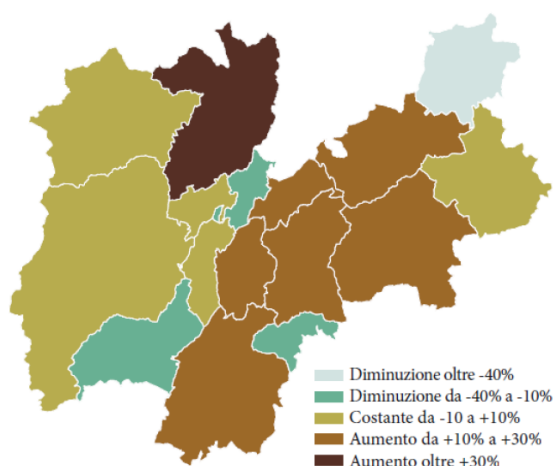 Diminuzione oltre -40%
Diminuzione da -40% a -10%
Costante da -10 a +10%
Aumento da +10% a +30%
Aumento oltre +30%